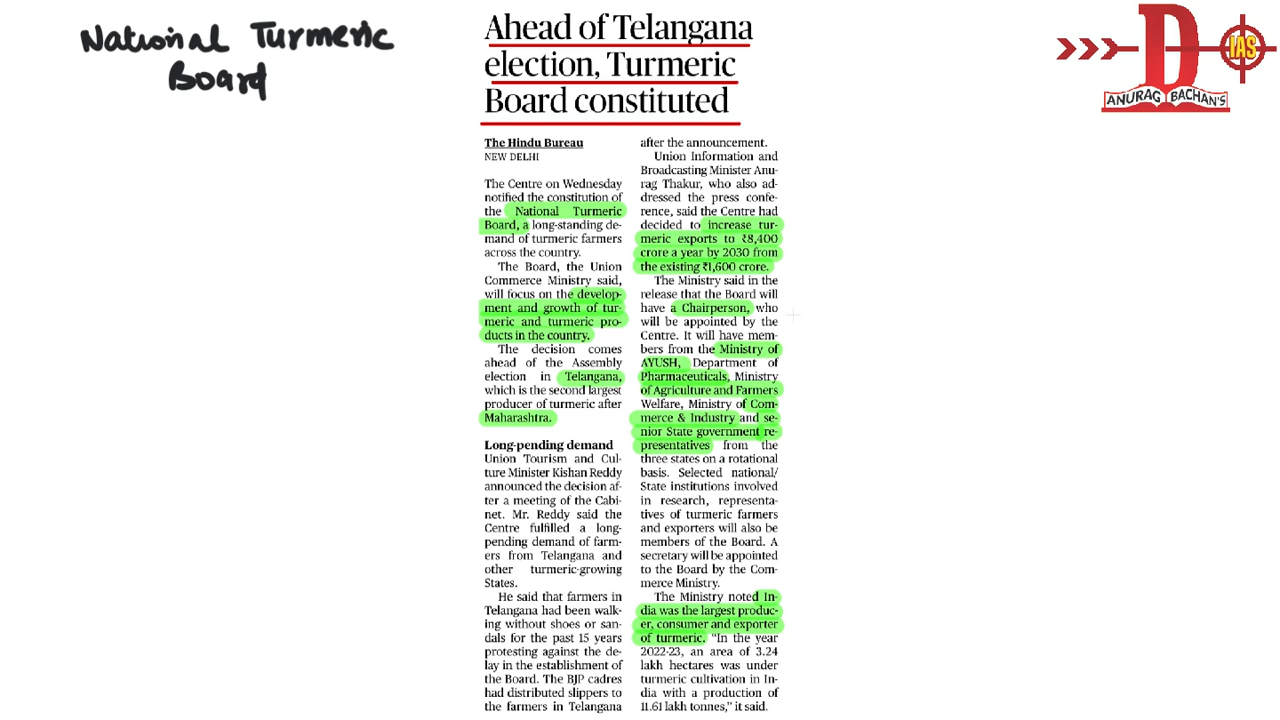 National Turmeric
Board
Ahead of Telangana
election, Turmeric
Board constituted
The Hindu Bureau
NEW DELHI
The Centre on Wednesday
notified the constitution of
the National Turmeric
Board, a long-standing de-
mand of turmeric farmers
across the country.
The Board, the Union
Commerce Ministry said,
will focus on the develop-
ment and growth of tur-
meric and turmeric pro-
ducts in the country.
The decision comes
ahead of the Assembly
election in Telangana,
which is the second largest
producer of turmeric after
Maharashtra.
Long-pending demand
Union Tourism and Cul-
ture Minister Kishan Reddy
announced the decision af-
ter a meeting of the Cabi-
net. Mr. Reddy said the
Centre fulfilled a long-
pending demand of farm-
ers from Telangana and
other turmeric-growing
States.
He said that farmers in
Telangana had been walk-
ing without shoes or san-
dals for the past 15 years
protesting against the de-
lay in the establishment of
the Board. The BJP cadres
had distributed slippers to
the farmers in Telangana
after the announcement.
Union Information and
Broadcasting Minister Anu-
rag Thakur, who also ad-
dressed the press confe-
rence, said the Centre had
decided to increase tur-
meric exports to ₹8,400
crore a year by 2030 from
the existing ₹1,600 crore.
The Ministry said in the
release that the Board will
have a Chairperson, who
will be appointed by the
Centre. It will have mem-
bers from the Ministry of
AYUSH, Department of
Pharmaceuticals, Ministry
of Agriculture and Farmers
Welfare, Ministry of Com-
merce & Industry and se-
nior State government re-
presentatives from the
three states on a rotational
basis. Selected national/
State institutions involved
in research, representa-
tives of turmeric farmers
and exporters will also be
members of the Board. A
secretary will be appointed
to the Board by the Com-
merce Ministry.
The Ministry noted In-
dia was the largest produc-
er, consumer and exporter
of turmeric. “In the year
2022-23, an area of 3.24
lakh hectares was under
turmeric cultivation in In-
dia with a production of
11.61 lakh tonnes,” it said.
D
IAS
ANURAG BACHAN'S